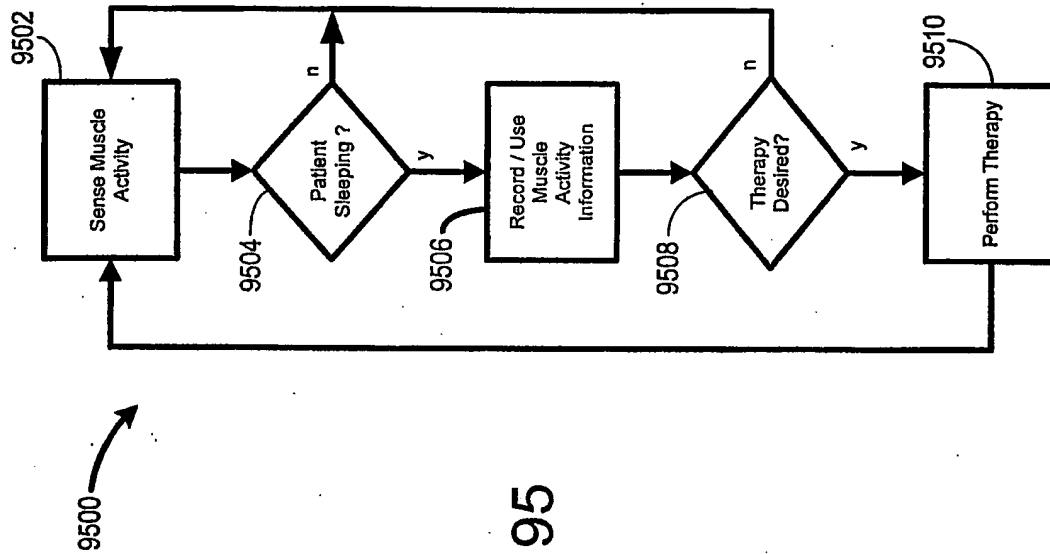 9500
9502
Sense Muscle
Activity
9504
Patient
Sleeping ?
n
y
9506
Record / Use
Muscle
Activity
Information
9508
Therapy
Desired?
n
y
9510
Perform Therapy
95